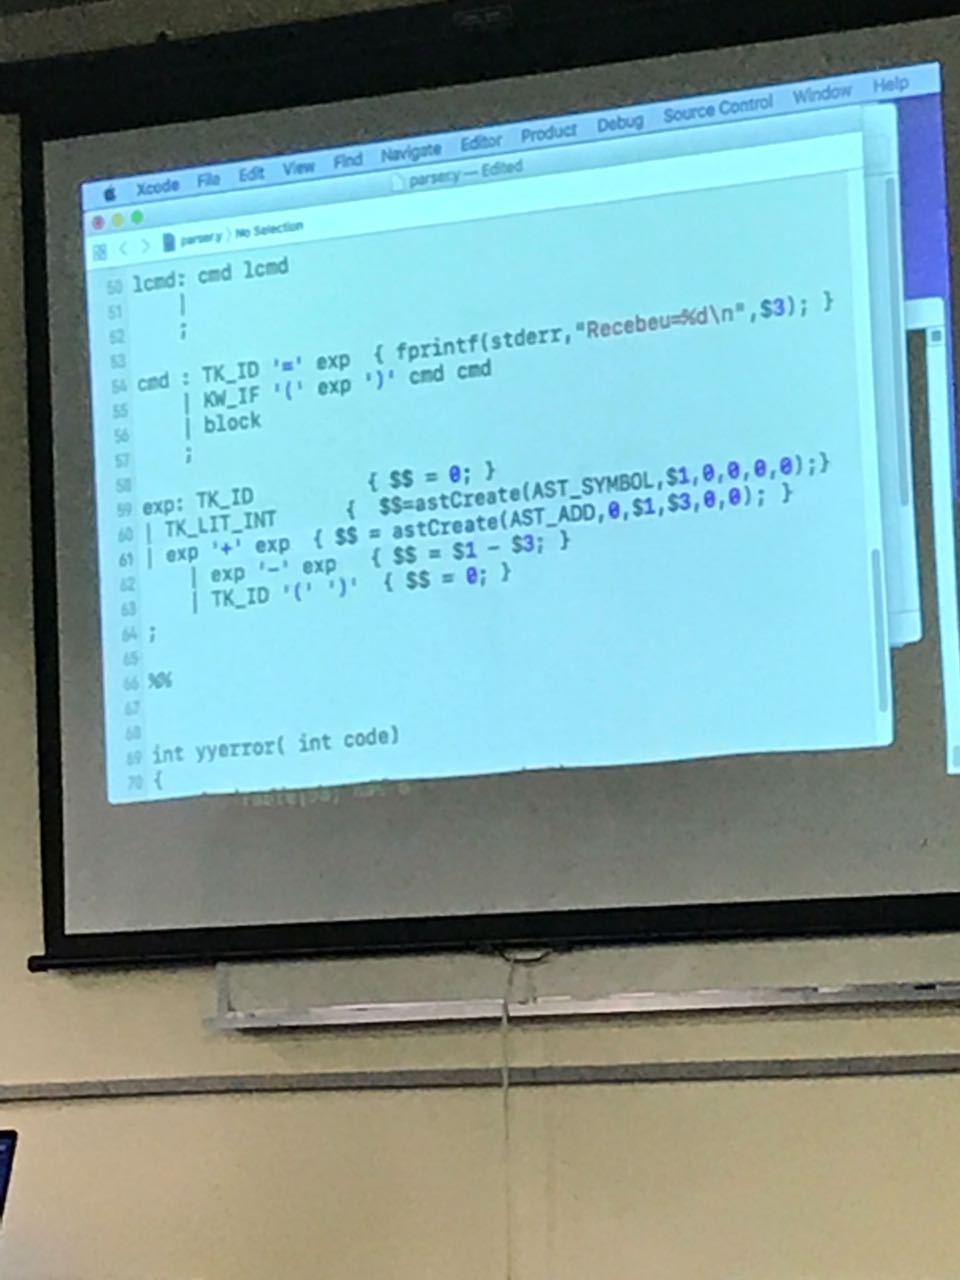 Xcode File Edit View Find Navigate Editor Product Debug Source Control Window Help
parser.y — Edited
parser.y 〉 No Selection
50 lcmd: cmd lcmd
51 |
52 ;
53
54 cmd : TK_ID '=' exp { fprintf(stderr,"Recebeu=%d\n",$3); }
55 | KW_IF '(' exp ')' cmd cmd
56 | block
57 ;
58
59 exp: TK_ID { $$ = 0; }
60 | TK_LIT_INT { $$=astCreate(AST_SYMBOL,$1,0,0,0,0);}
61 | exp '+' exp { $$ = astCreate(AST_ADD,0,$1,$3,0,0); }
62 | exp '-' exp { $$ = $1 - $3; }
63 | TK_ID '(' ')' { $$ = 0; }
64 ;
65
66 %%
67
68
69 int yyerror( int code)
70 {